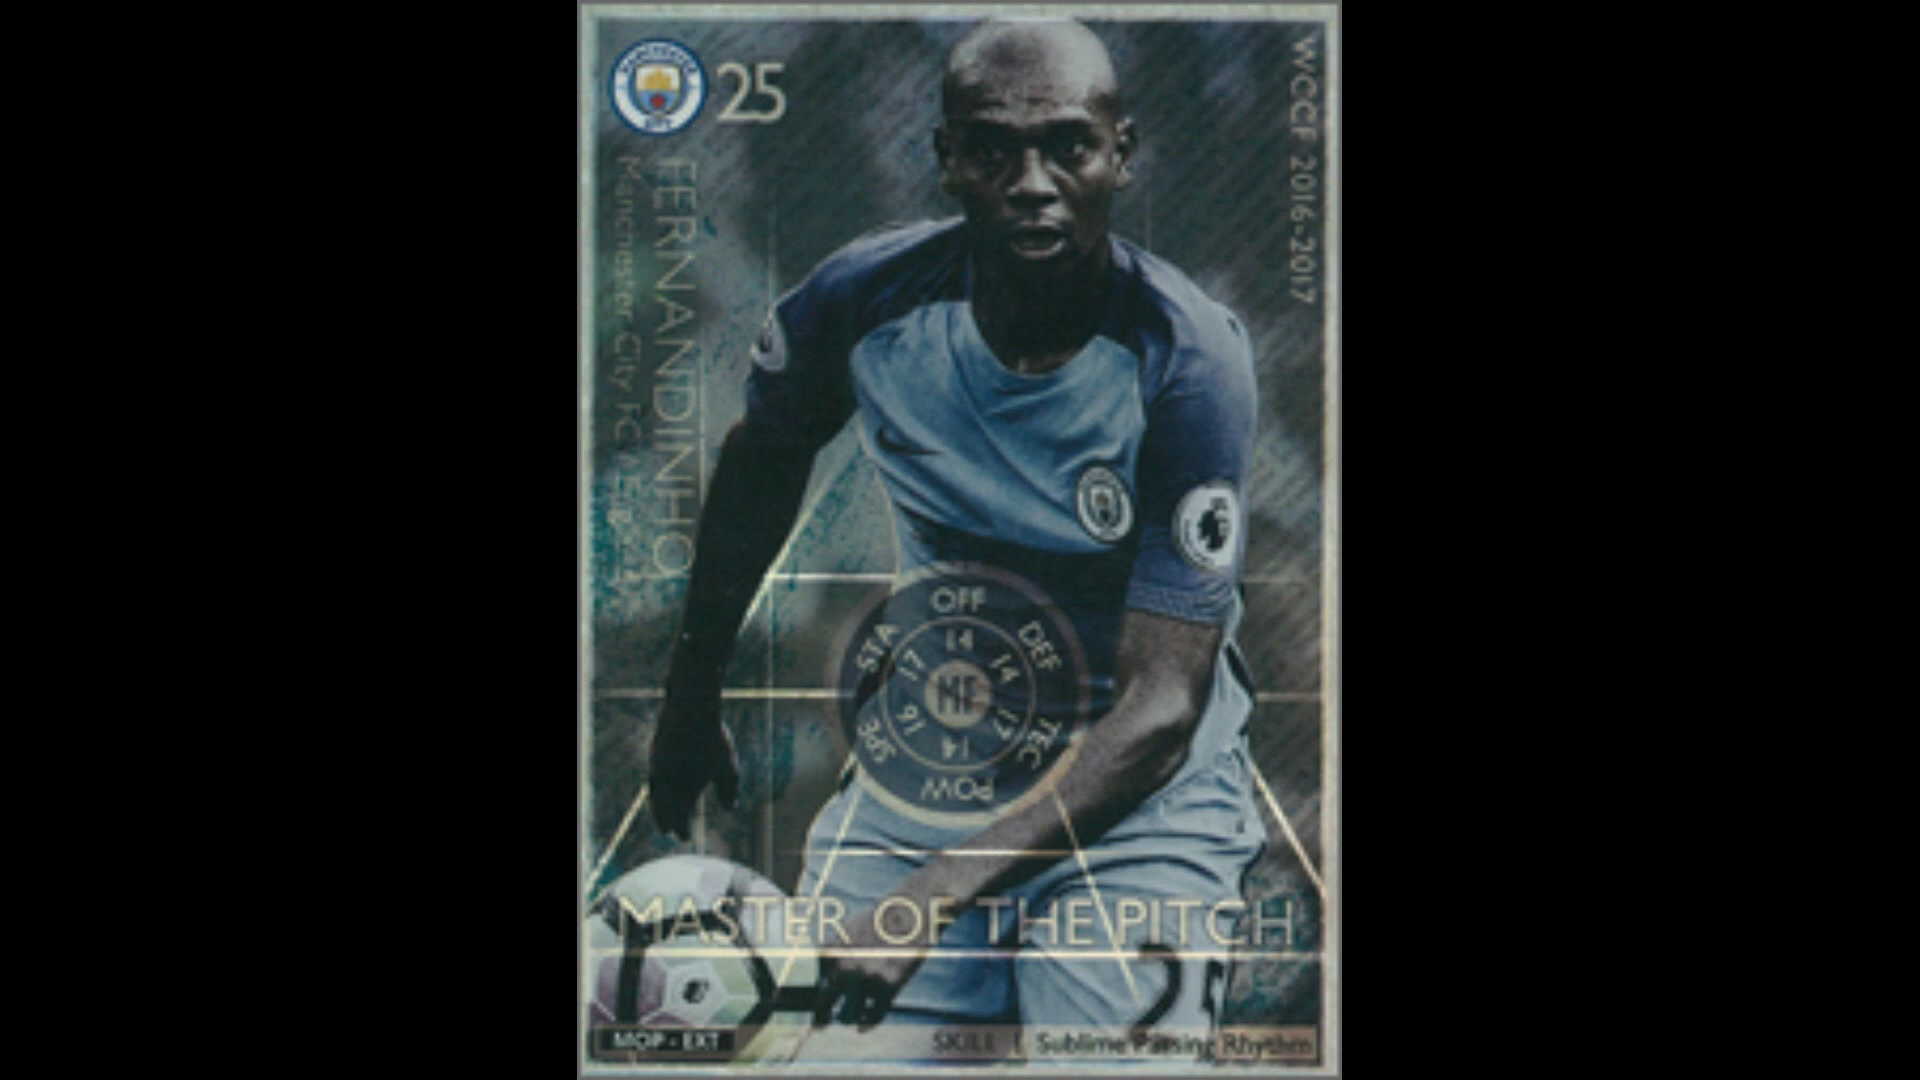 25
WCCF 2016-2017
FERNANDINHO
Manchester City FC
OFF 14
DEF 14
TEC 17
POW 14
SPE 16
STA 17
MF
MASTER OF THE PITCH
25
MOP - EXT
SKILL | Sublime Passing Rhythm